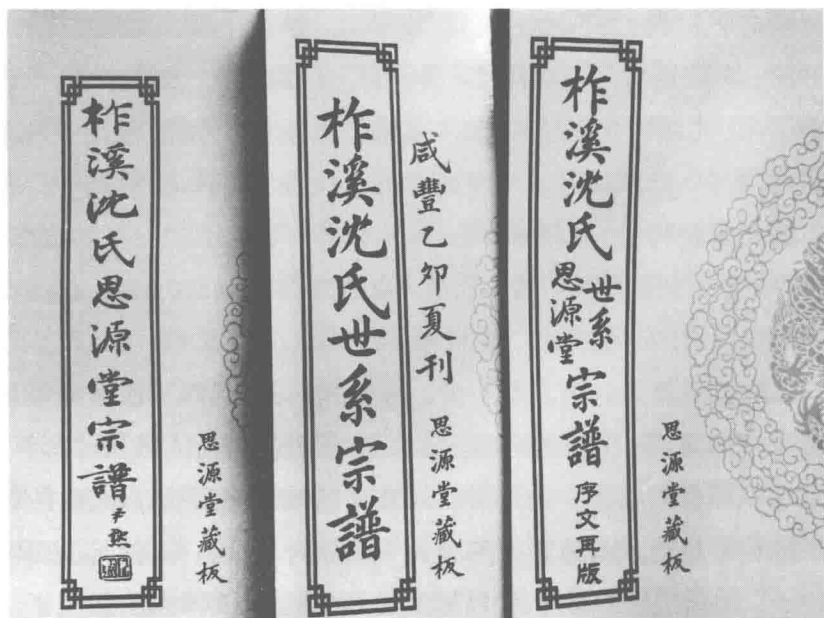 柞溪沈氏思源堂宗譜
思源堂藏板
柞溪沈氏世系宗譜
咸豐乙卯夏刊
思源堂藏板
柞溪沈氏世系思源堂宗譜
序文再版
思源堂藏板